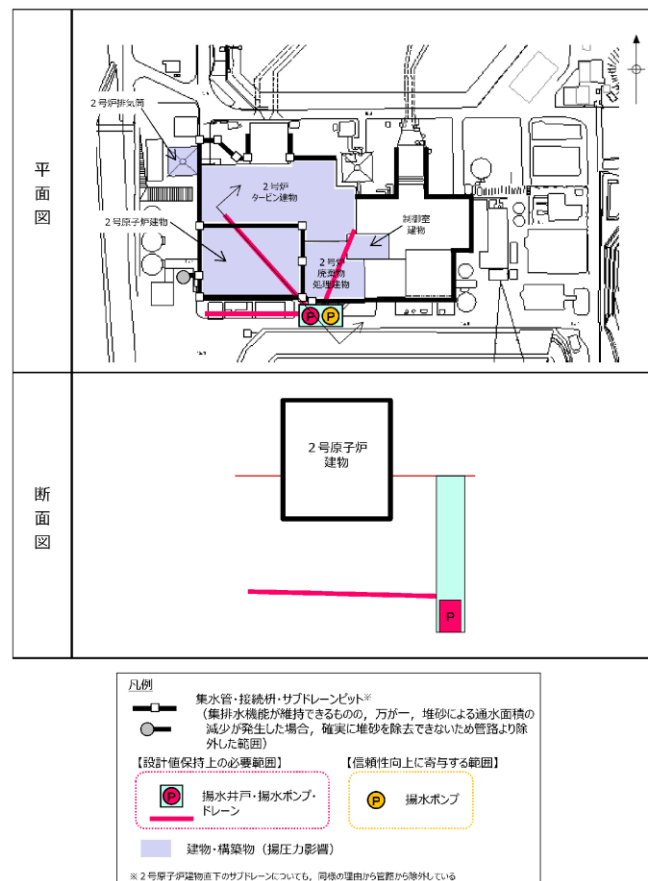 平面図
2号炉排気筒
2号炉
タービン建物
2号原子炉建物
制御室
建物
2号炉
廃棄物
処理建物
P P
断面図
2号原子炉
建物
P
凡例
集水管・接続枡・サブドレーンピット※
(集排水機能が維持できるものの,万が一,堆砂による通水面積の
減少が発生した場合,確実に堆砂を除去できないため管路より除
外した範囲)
【設計値保持上の必要範囲】 【信頼性向上に寄与する範囲】
P 揚水井戸・揚水ポンプ・
ドレーン
P 揚水ポンプ
建物・構築物(揚圧力影響)
※2号原子炉建物直下のサブドレーンについても,同様の理由から管路から除外している